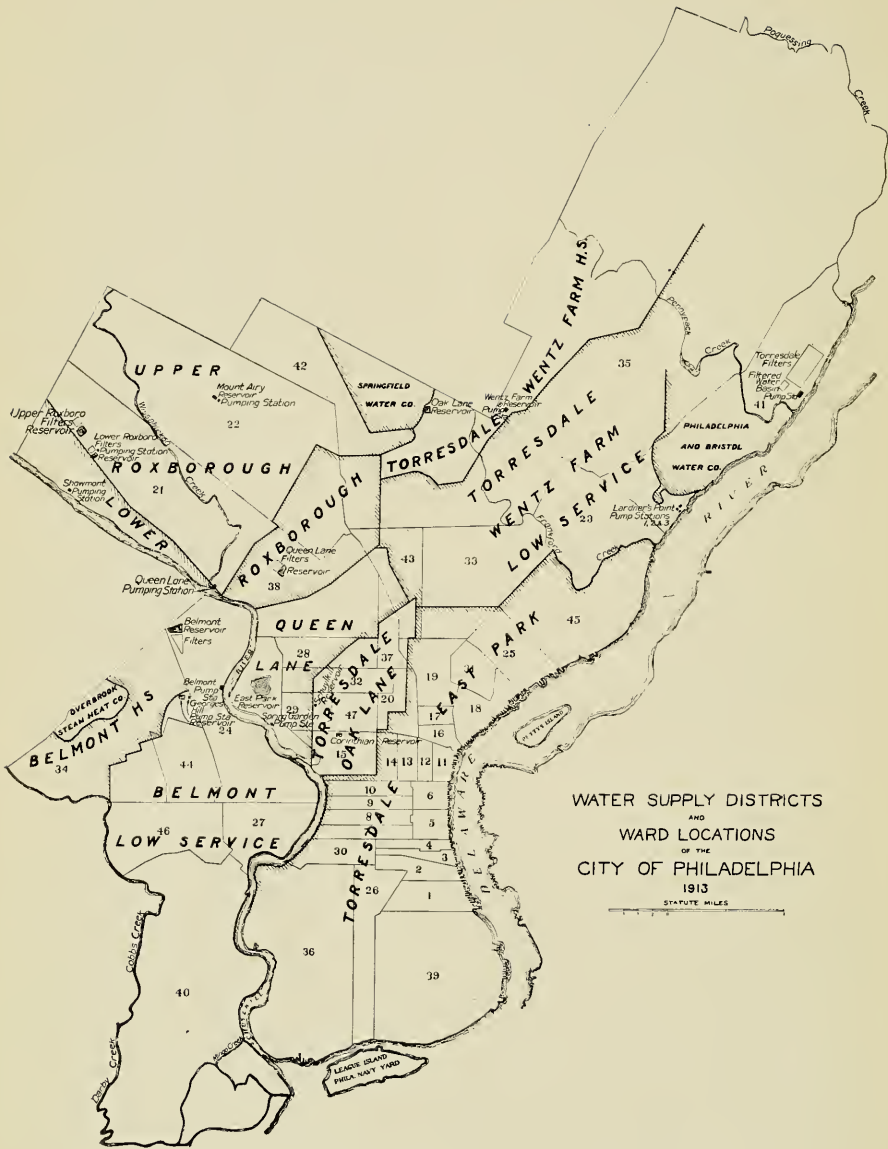 Poquessing
Creek
WENTZ FARM H.S.
Pennypack
Creek
35
Torresdale
Filters
Filtered
Water
Basin
Pump Sta
41
UPPER
42
Mount Airy
Reservoir
Pumping Station
22
SPRINGFIELD
WATER CO.
Oak Lane
Reservoir
Wentz Farm
Reservoir
Pump
TORRESDALE
TORRESDALE
WENTZ FARM
LOW SERVICE
PHILADELPHIA
AND BRISTOL
WATER CO.
Upper Roxboro
Filters
Reservoir
Lower Roxboro
Filters
Pumping Station
Reservoir
Wissahickon
Creek
ROXBOROUGH
21
Shawmont
Pumping
Station
LOWER
ROXBOROUGH
Queen Lane
Filters
Reservoir
38
43
33
23
Frankford
Creek
Lardner's Point
Pump Stations
1, 2 & 3
RIVER
Queen Lane
Pumping Station
QUEEN
LANE
28
Belmont
Reservoir
Filters
RIVER
TORRESDALE
OAK LANE
37
32
20
29
47
15
EAST PARK
45
25
19
18
17
16
East Park
Reservoir
Spring Garden
Pump Sta
Corinthian Reservoir
Belmont
Pump
Sta
Georges
Hill
Pump Sta
Reservoir
24
OVERBROOK
STEAM HEAT CO.
BELMONT HS
34
44
BELMONT
LOW SERVICE
46
27
14
13
12
11
10
9
8
6
5
4
3
30
2
26
1
TORRESDALE
PETTY ISLAND
DELAWARE
WATER SUPPLY DISTRICTS
AND
WARD LOCATIONS
OF THE
CITY OF PHILADELPHIA
1913
STATUTE MILES
36
39
Cobbs Creek
40
Darby Creek
LEAGUE ISLAND
PHILA. NAVY YARD